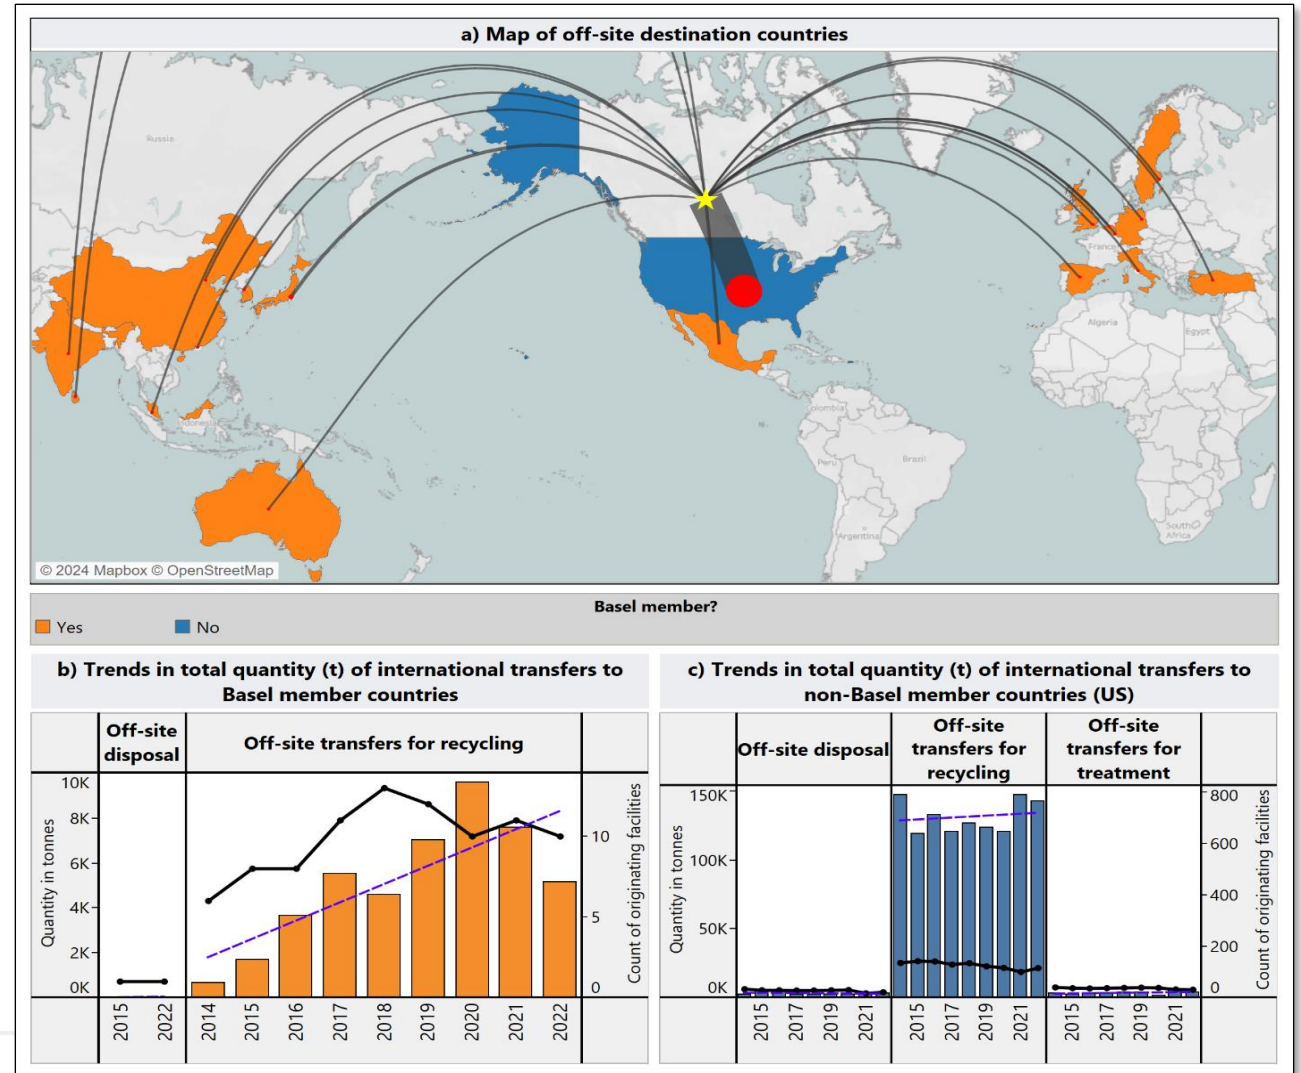 a) Map of off-site destination countries
Russia
France
Algeria
Egypt
Colombia
Indonesia
Peru
Brazil
South
Africa
Argentina
© 2024 Mapbox © OpenStreetMap
Basel member?
Yes
No
b) Trends in total quantity (t) of international transfers to
Basel member countries
Off-site
disposal
Off-site transfers for recycling
Quantity in tonnes
10K
8K
6K
4K
2K
0K
10
5
0
Count of originating facilities
2015
2022
2014
2015
2016
2017
2018
2019
2020
2021
2022
c) Trends in total quantity (t) of international transfers to
non-Basel member countries (US)
Off-site disposal
Off-site
transfers for
recycling
Off-site
transfers for
treatment
Quantity in tonnes
150K
100K
50K
0K
800
600
400
200
0
Count of originating facilities
2015
2017
2019
2021
2015
2017
2019
2021
2015
2017
2019
2021